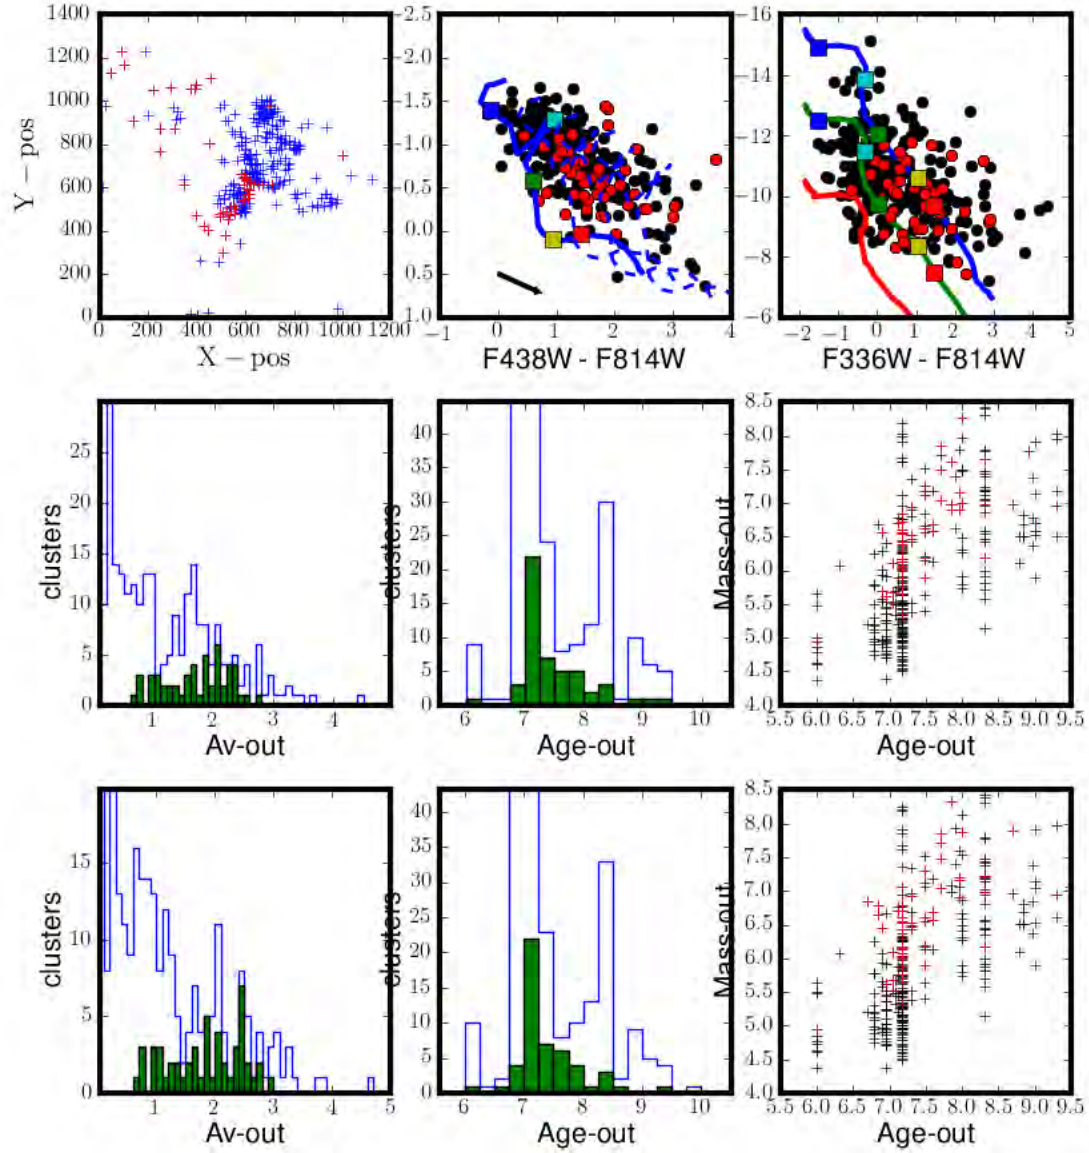 1400
1200
1000
800
600
400
200
0
Y − pos
0 200 400 600 800 1000 1200
X − pos
−2.5
−2.0
−1.5
−1.0
−0.5
0.0
0.5
1.0
−1 0 1 2 3 4
F438W - F814W
−16
−14
−12
−10
−8
−6
−2 −1 0 1 2 3 4 5
F336W - F814W
25
20
15
10
5
0
clusters
1 2 3 4
Av-out
40
35
30
25
20
15
10
5
0
clusters
6 7 8 9 10
Age-out
8.5
8.0
7.5
7.0
6.5
6.0
5.5
5.0
4.5
4.0
Mass-out
5.5 6.0 6.5 7.0 7.5 8.0 8.5 9.0 9.5
Age-out
15
10
5
0
clusters
1 2 3 4 5
Av-out
40
35
30
25
20
15
10
5
0
clusters
6 7 8 9 10
Age-out
8.5
8.0
7.5
7.0
6.5
6.0
5.5
5.0
4.5
4.0
Mass-out
5.5 6.0 6.5 7.0 7.5 8.0 8.5 9.0 9.5
Age-out